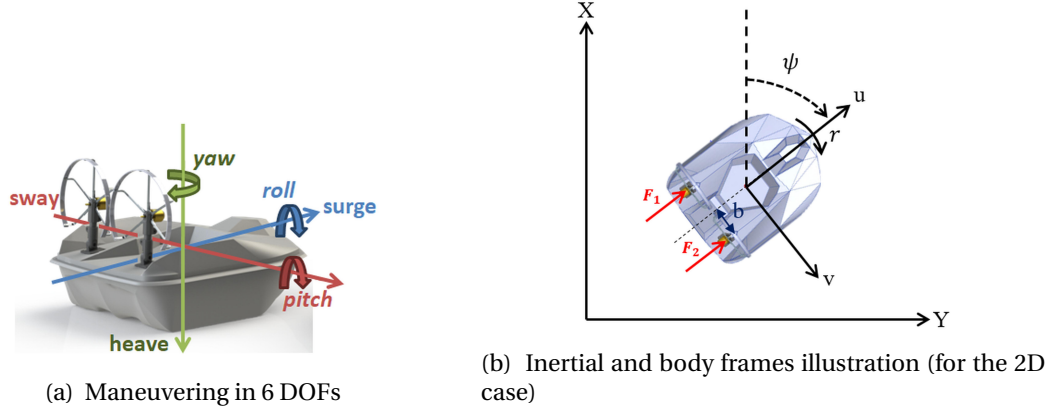 yaw
roll
sway
surge
pitch
heave
(a) Maneuvering in 6 DOFs
X
ψ
u
r
F1
b
F2
v
Y
(b) Inertial and body frames illustration (for the 2D
case)